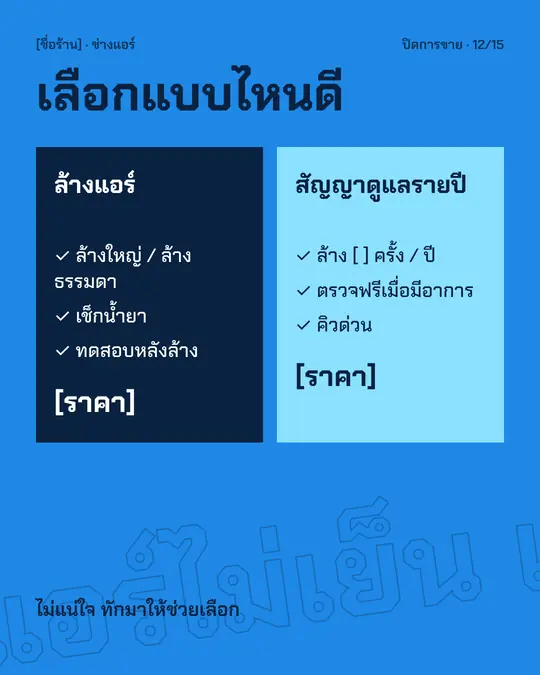 [ชื่อร้าน] · ช่างแอร์
ปิดการขาย · 12/15
เลือกแบบไหนดี
ล้างแอร์
✓ ล้างใหญ่ / ล้าง
ธรรมดา
✓ เช็กน้ำยา
✓ ทดสอบหลังล้าง
[ราคา]
สัญญาดูแลรายปี
✓ ล้าง [ ] ครั้ง / ปี
✓ ตรวจฟรีเมื่อมีอาการ
✓ คิวด่วน
[ราคา]
แอร์ไม่เย็น
ไม่แน่ใจ ทักมาให้ช่วยเลือก